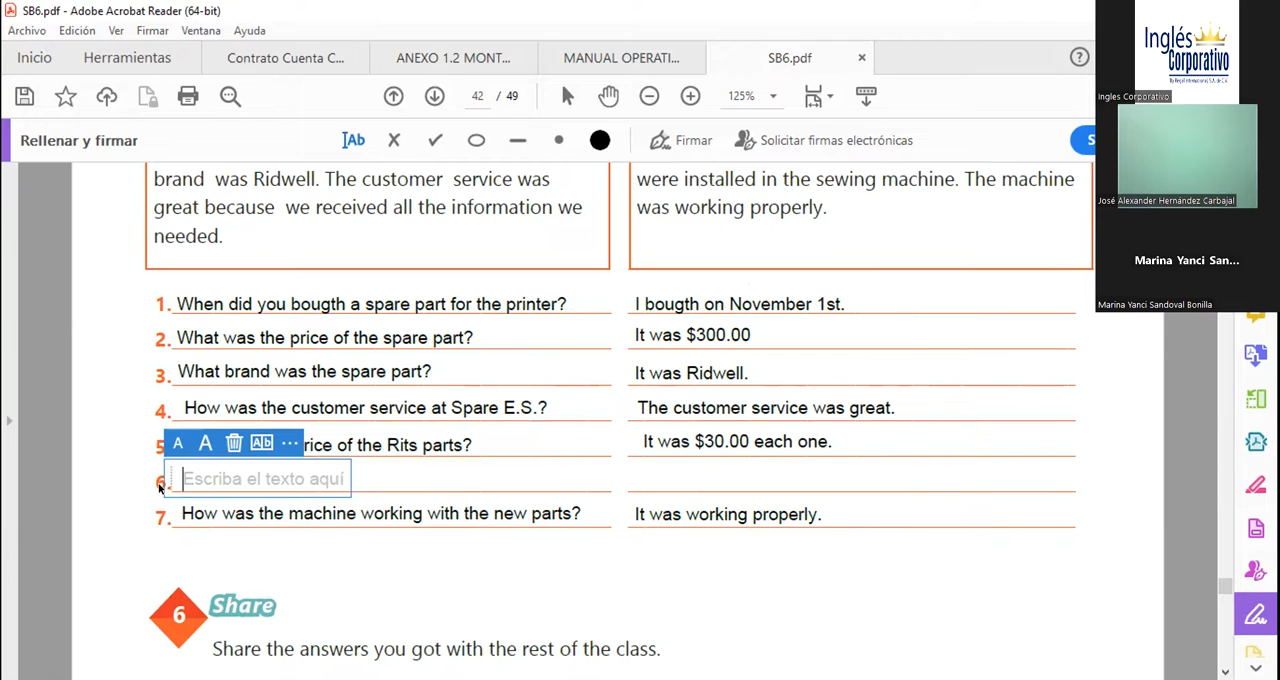 SB6.pdf - Adobe Acrobat Reader (64-bit)
Archivo Edición Ver Firmar Ventana Ayuda
Inicio Herramientas Contrato Cuenta C... ANEXO 1.2 MONT... MANUAL OPERATI... SB6.pdf
42 / 49 125%
Rellenar y firmar Ab Firmar Solicitar firmas electrónicas S
Inglés
Corporativo
Ingles Corporativo
José Alexander Hernández Carbajal
Marina Yanci San...
Marina Yanci Sandoval Bonilla
brand was Ridwell. The customer service was
great because we received all the information we
needed.
were installed in the sewing machine. The machine
was working properly.
1. When did you bougth a spare part for the printer? I bougth on November 1st.
2. What was the price of the spare part? It was $300.00
3. What brand was the spare part? It was Ridwell.
4. How was the customer service at Spare E.S.? The customer service was great.
5 rice of the Rits parts? It was $30.00 each one.
A A Ab ...
6. Escriba el texto aquí
7. How was the machine working with the new parts? It was working properly.
6 Share
Share the answers you got with the rest of the class.